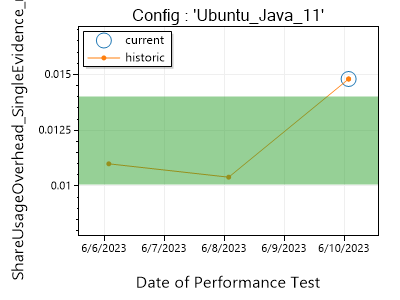 Config : 'Ubuntu_Java_11'
current
historic
0.015
0.0125
0.01
6/6/2023 6/7/2023 6/8/2023 6/9/2023 6/10/2023
Date of Performance Test
ShareUsageOverhead_SingleEvidence_